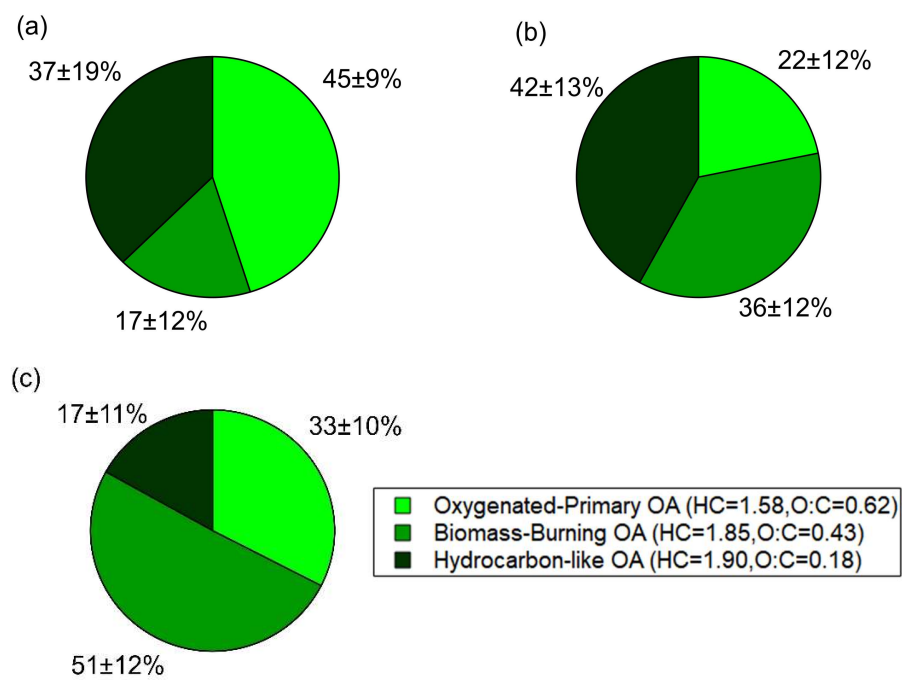 (a)
37±19%
45±9%
17±12%
(b)
22±12%
42±13%
36±12%
(c)
17±11%
33±10%
51±12%
Oxygenated-Primary OA (HC=1.58,O:C=0.62)
Biomass-Burning OA (HC=1.85,O:C=0.43)
Hydrocarbon-like OA (HC=1.90,O:C=0.18)